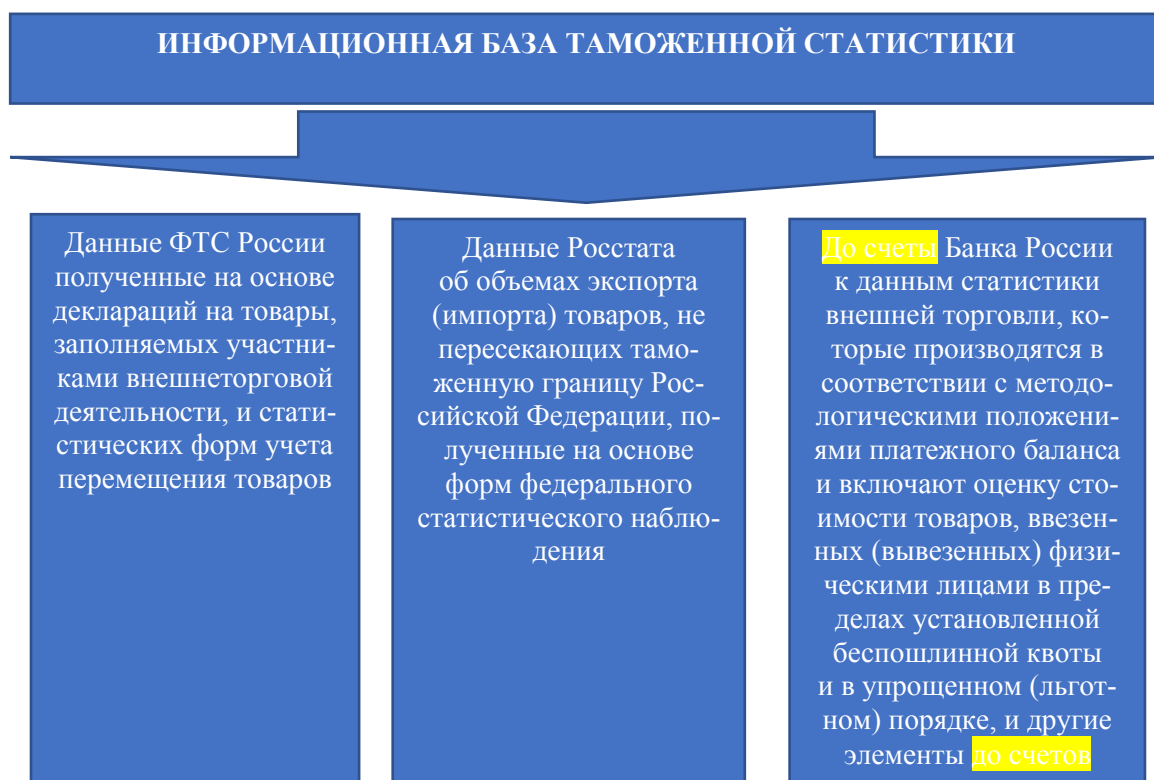 ИНФОРМАЦИОННАЯ БАЗА ТАМОЖЕННОЙ СТАТИСТИКИ
Данные ФТС России
полученные на основе
деклараций на товары,
заполняемых участни-
ками внешнеторговой
деятельности, и стати-
стических форм учета
перемещения товаров
Данные Росстата
об объемах экспорта
(импорта) товаров, не
пересекающих тамо-
женную границу Рос-
сийской Федерации, по-
лученные на основе
форм федерального
статистического наблю-
дения
До счеты Банка России
к данным статистики
внешней торговли, ко-
торые производятся в
соответствии с методо-
логическими положени-
ями платежного баланса
и включают оценку сто-
имости товаров, ввезен-
ных (вывезенных) физи-
ческими лицами в пре-
делах установленной
беспошлинной квоты
и в упрощенном (льгот-
ном) порядке, и другие
элементы до счетов